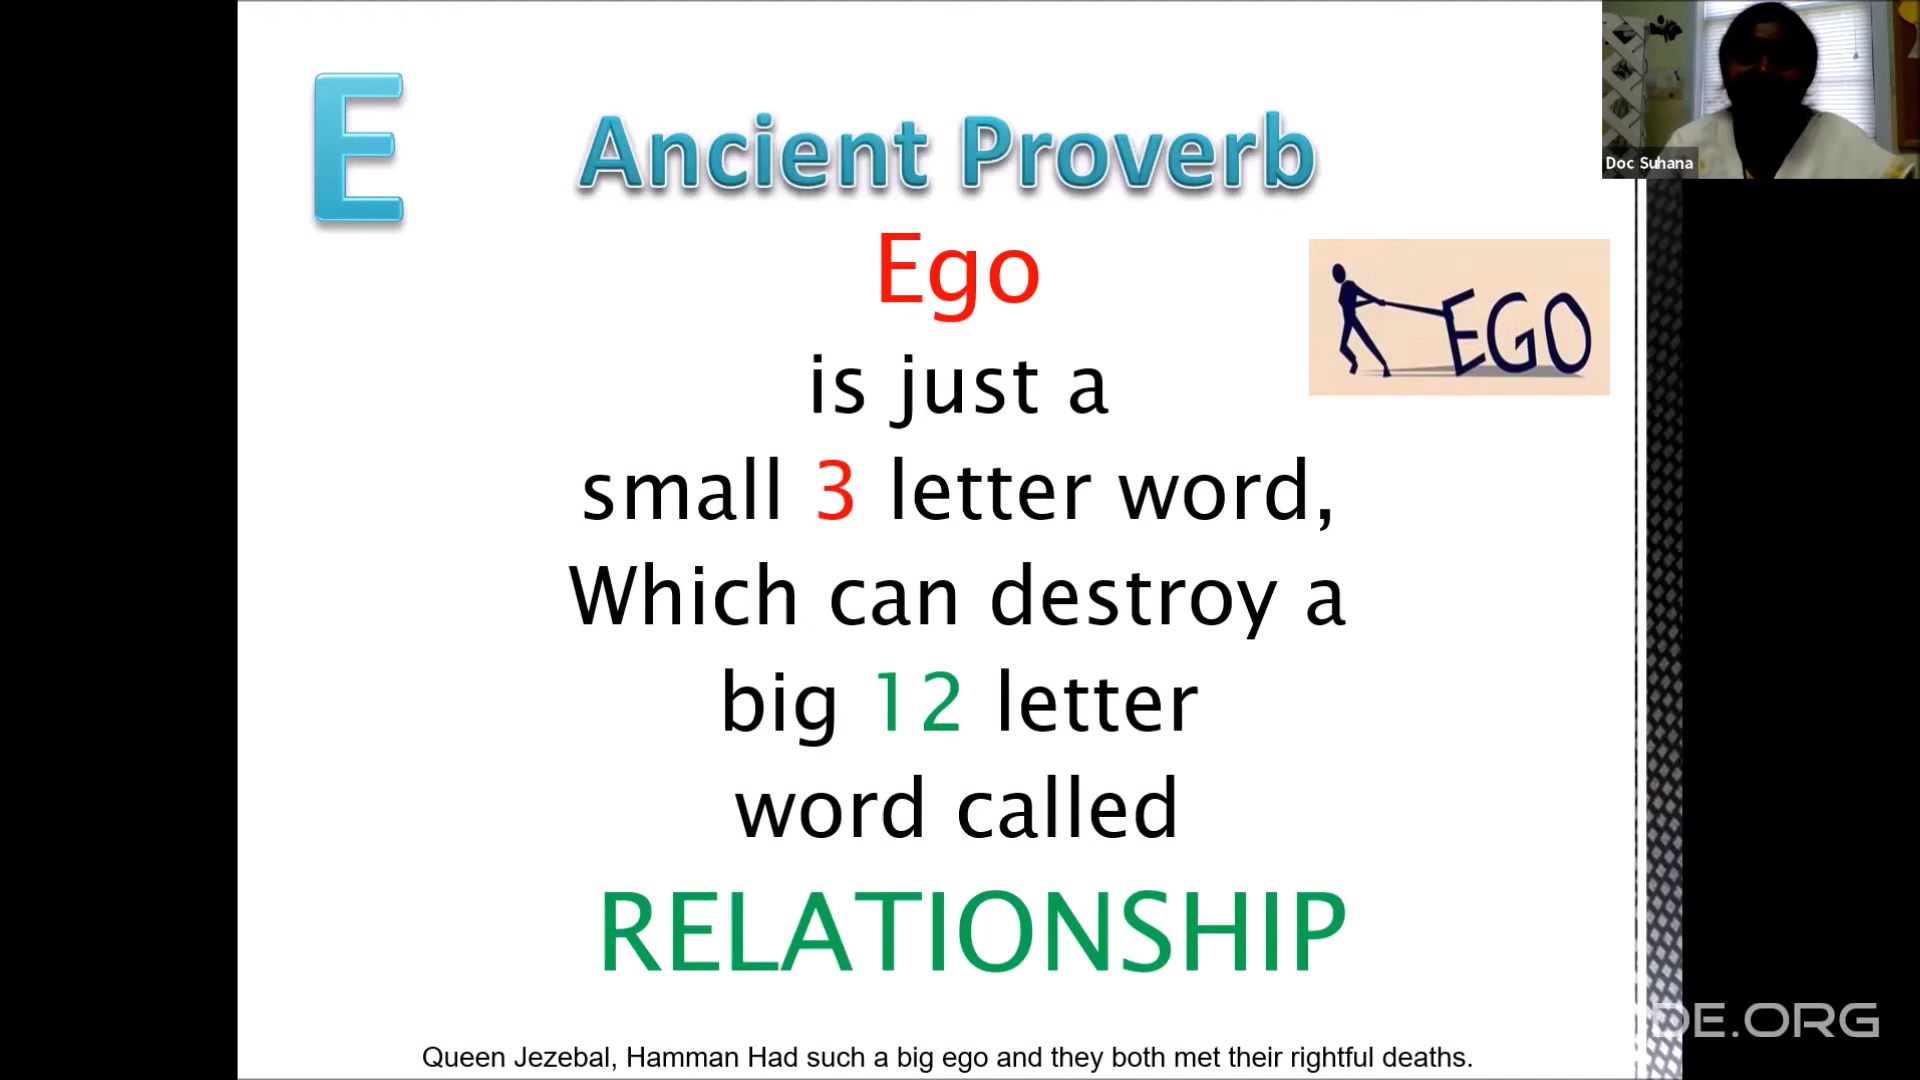 E
Ancient Proverb
Ego
is just a
small 3 letter word,
Which can destroy a
big 12 letter
word called
RELATIONSHIP
Queen Jezebal, Hamman Had such a big ego and they both met their rightful deaths.
EGO
Doc Suhana
DE.ORG